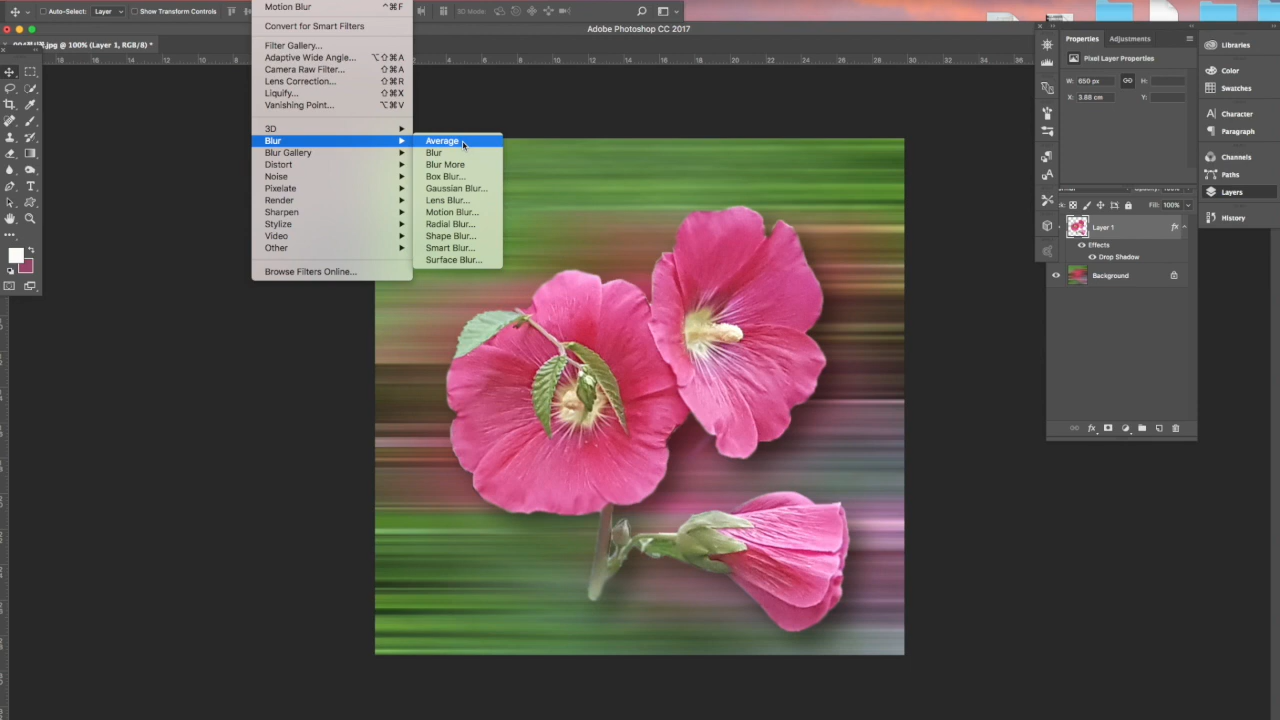 Auto-Select: Layer Show Transform Controls
3D Mode:
Adobe Photoshop CC 2017
.jpg @ 100% (Layer 1, RGB/8) *
Motion Blur ^⌘F
Convert for Smart Filters
Filter Gallery...
Adaptive Wide Angle... ⌥⇧⌘A
Camera Raw Filter... ⇧⌘A
Lens Correction... ⇧⌘R
Liquify... ⇧⌘X
Vanishing Point... ⌥⌘V
3D
Blur
Blur Gallery
Distort
Noise
Pixelate
Render
Sharpen
Stylize
Video
Other
Browse Filters Online...
Average
Blur
Blur More
Box Blur...
Gaussian Blur...
Lens Blur...
Motion Blur...
Radial Blur...
Shape Blur...
Smart Blur...
Surface Blur...
Properties Adjustments
Pixel Layer Properties
W: 650 px H:
X: 3.88 cm Y:
Fill: 100%
Layer 1 fx
Effects
Drop Shadow
Background
Libraries
Color
Swatches
Character
Paragraph
Channels
Paths
Layers
History